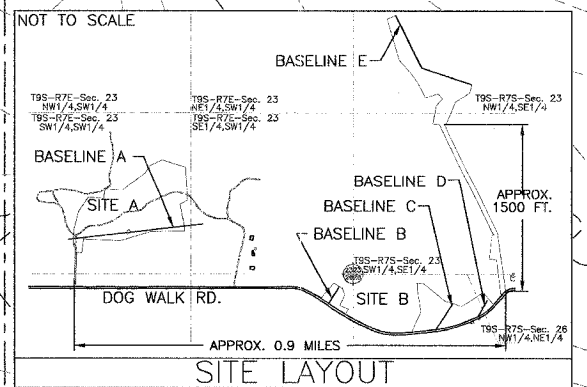 NOT TO SCALE
BASELINE E
T9S-R7E-Sec. 23
NW1/4,SW1/4
T9S-R7E-Sec. 23
NE1/4,SW1/4
T9S-R7S-Sec. 23
NW1/4,SE1/4
T9S-R7E-Sec. 23
SW1/4,SW1/4
T9S-R7E-Sec. 23
SE1/4,SW1/4
BASELINE A
SITE A
BASELINE D
APPROX.
1500 FT.
BASELINE C
BASELINE B
T9S-R7S-Sec. 23
SW1/4,SE1/4
SITE B
DOG WALK RD.
T9S-R7S-Sec. 26
NW1/4,NE1/4
APPROX. 0.9 MILES
SITE LAYOUT